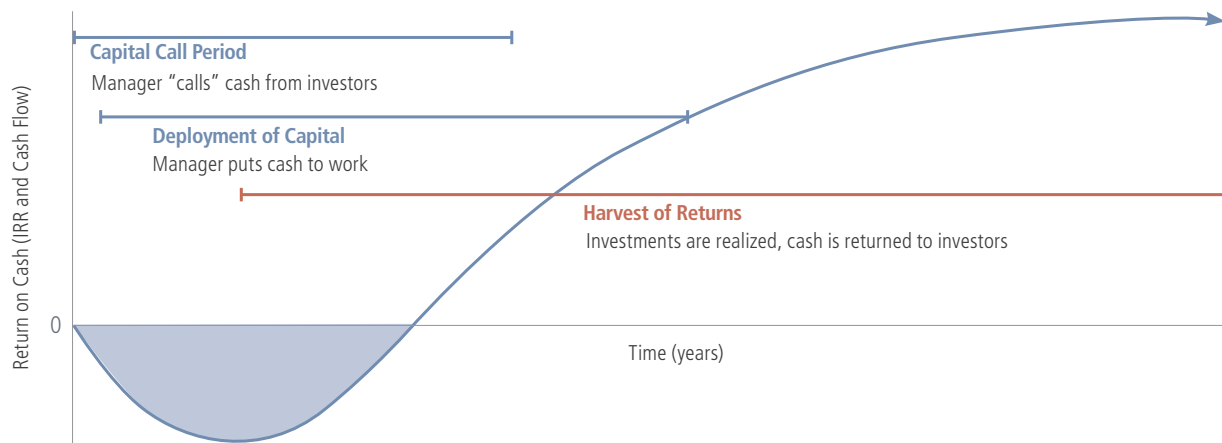 Capital Call Period
Manager “calls” cash from investors
Deployment of Capital
Manager puts cash to work
Harvest of Returns
Investments are realized, cash is returned to investors
Return on Cash (IRR and Cash Flow)
0
Time (years)